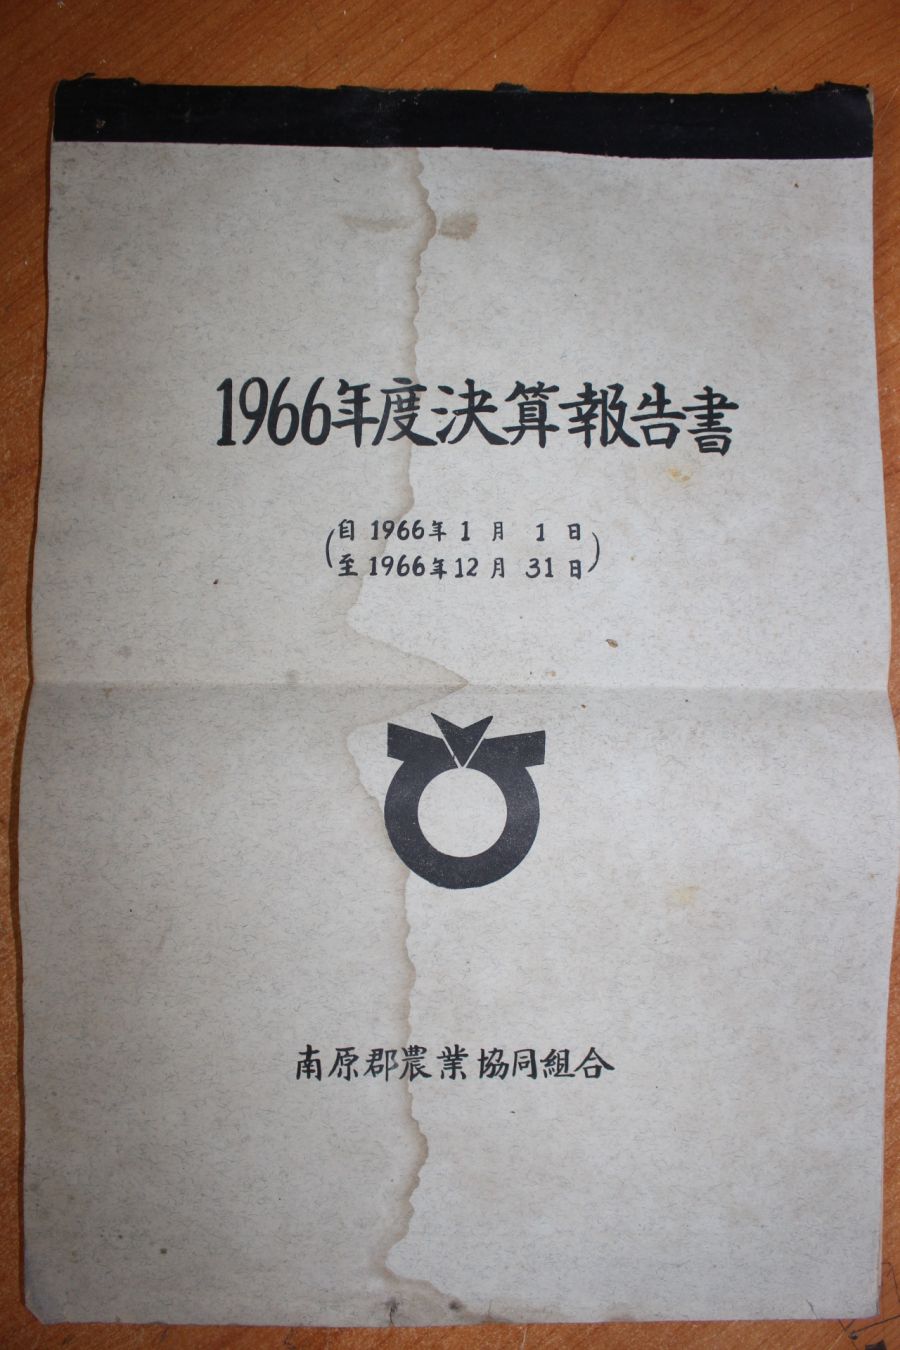 1966年度決算報告書
(自 1966年 1月 1日
至 1966年 12月 31日)
南原郡農業協同組合